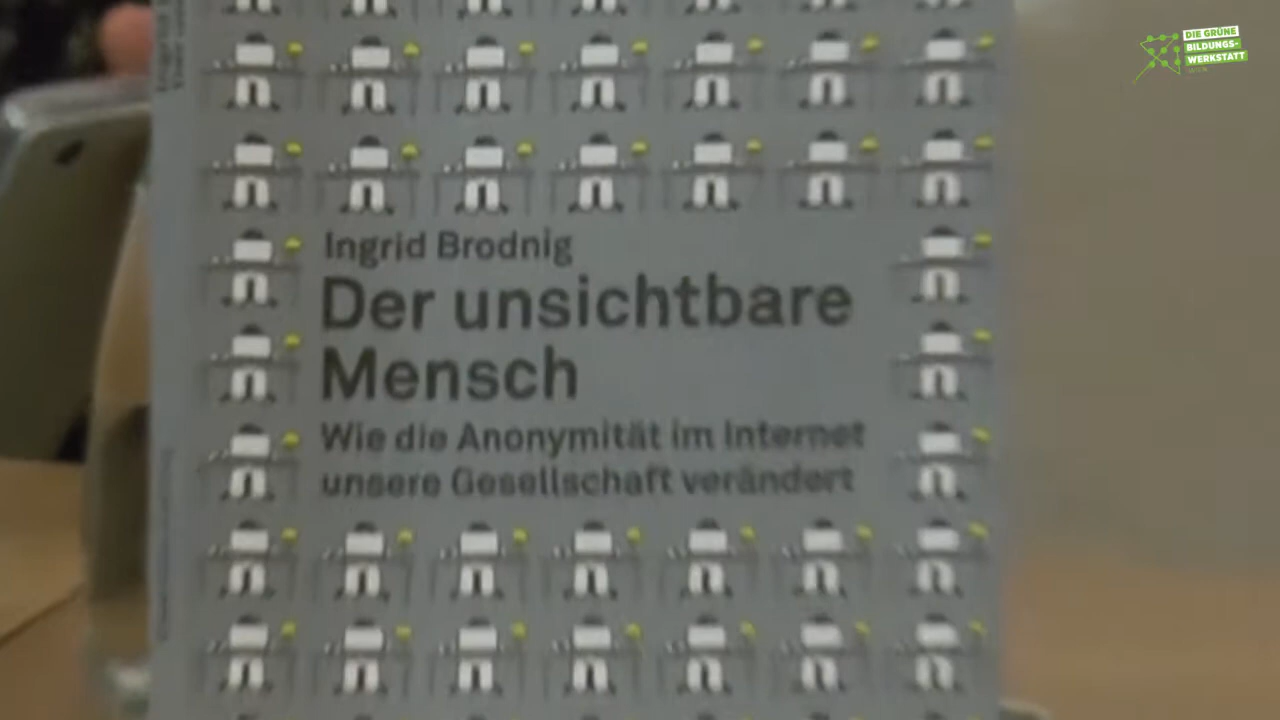 DIE GRÜNE
BILDUNGS-
WERKSTATT
Ingrid Brodnig
Der unsichtbare
Mensch
Wie die Anonymität im Internet
unsere Gesellschaft verändert